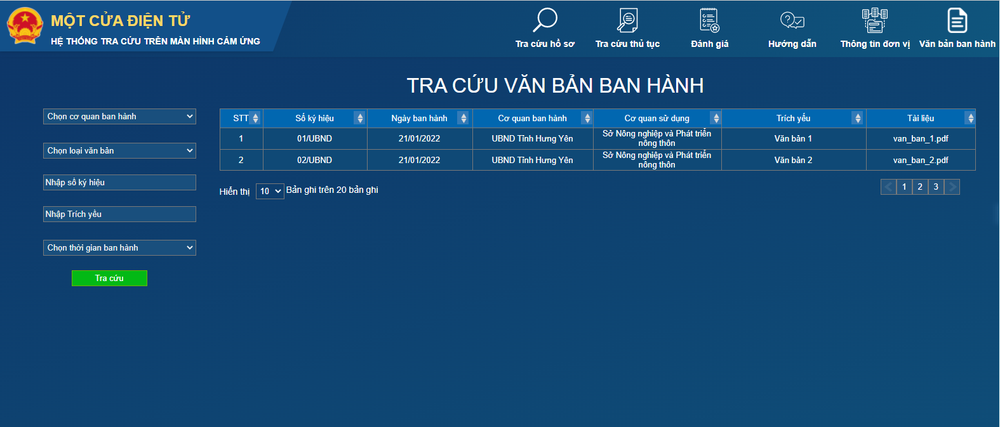 MỘT CỬA ĐIỆN TỬ
HỆ THỐNG TRA CỨU TRÊN MÀN HÌNH CẢM ỨNG
Tra cứu hồ sơ
Tra cứu thủ tục
Đánh giá
Hướng dẫn
Thông tin đơn vị
Văn bản ban hành
TRA CỨU VĂN BẢN BAN HÀNH
Chọn cơ quan ban hành
Chọn loại văn bản
Nhập số ký hiệu
Nhập Trích yếu
Chọn thời gian ban hành
Tra cứu
STT Số ký hiệu Ngày ban hành Cơ quan ban hành Cơ quan sử dụng Trích yếu Tài liệu
1 01/UBND 21/01/2022 UBND Tỉnh Hưng Yên Sở Nông nghiệp và Phát triển
nông thôn Văn bản 1 van_ban_1.pdf
2 02/UBND 21/01/2022 UBND Tỉnh Hưng Yên Sở Nông nghiệp và Phát triển
nông thôn Văn bản 2 van_ban_2.pdf
Hiển thị 10 Bản ghi trên 20 bản ghi
< 1 2 3 >